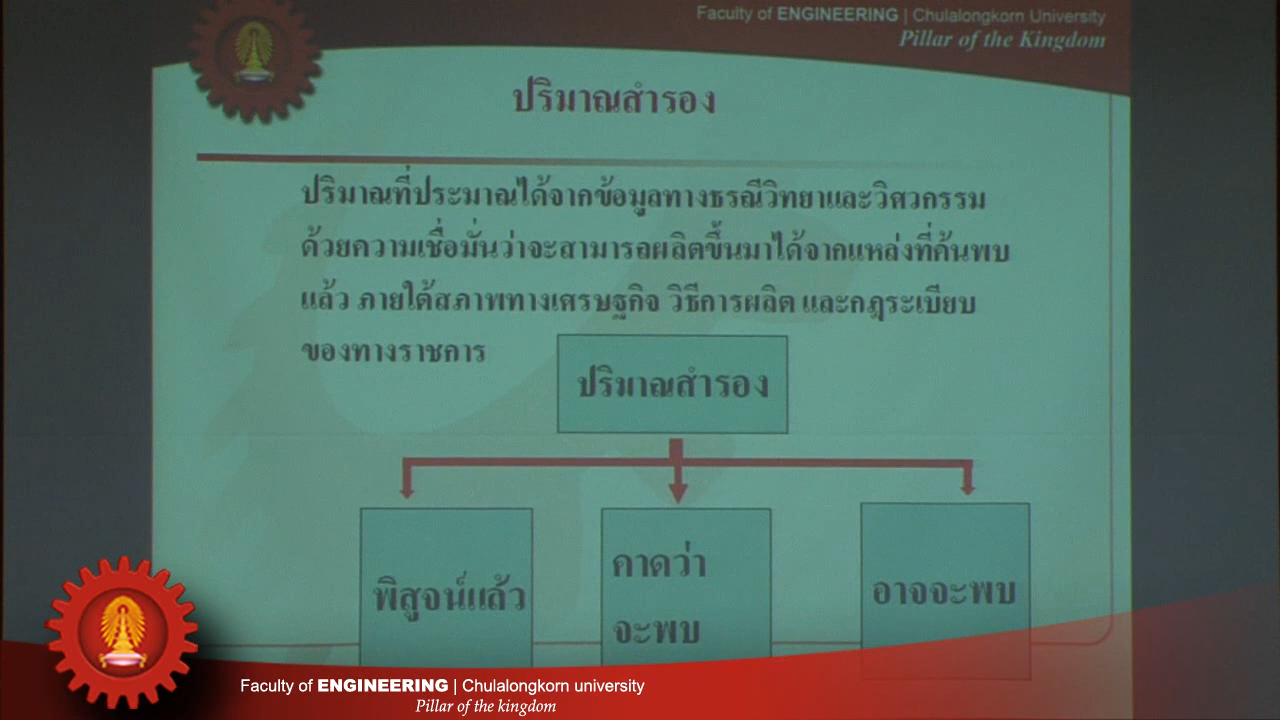 Faculty of ENGINEERING | Chulalongkorn University
Pillar of the Kingdom
ปริมาณสำรอง
ปริมาณที่ประมาณได้จากข้อมูลทางธรณีวิทยาและวิศวกรรม
ด้วยความเชื่อมั่นว่าจะสามารถผลิตขึ้นมาได้จากแหล่งที่ค้นพบ
แล้ว ภายใต้สภาพทางเศรษฐกิจ วิธีการผลิต และกฎระเบียบ
ของทางราชการ
ปริมาณสำรอง
พิสูจน์แล้ว
คาดว่า
จะพบ
อาจจะพบ
Faculty of ENGINEERING | Chulalongkorn university
Pillar of the kingdom